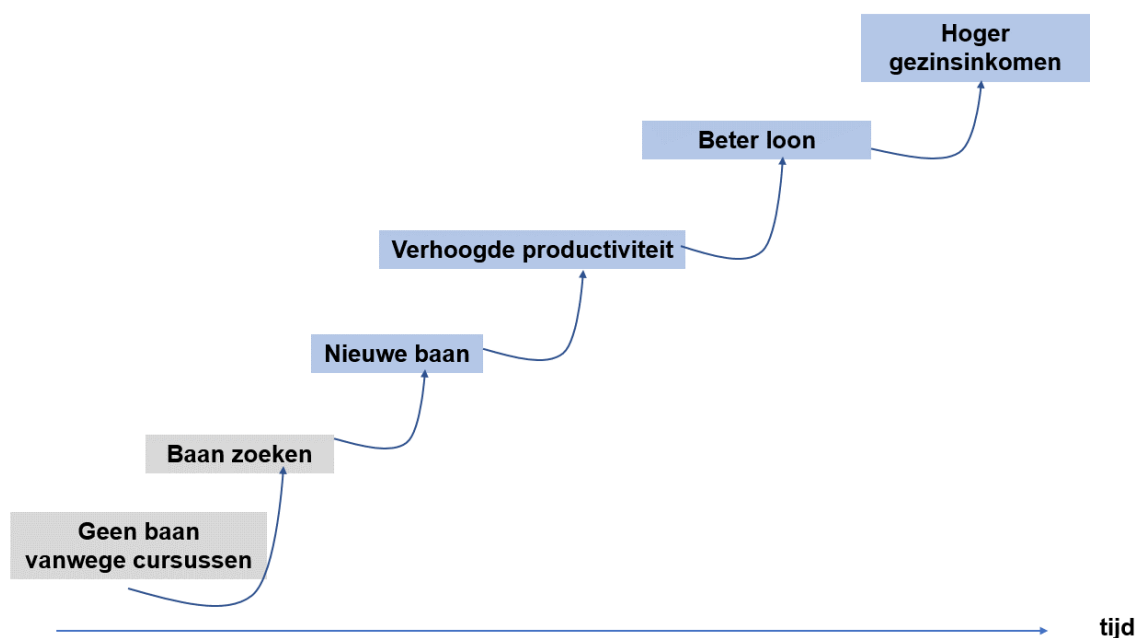 Hoger
gezinsinkomen
Beter loon
Verhoogde productiviteit
Nieuwe baan
Baan zoeken
Geen baan
vanwege cursussen
tijd